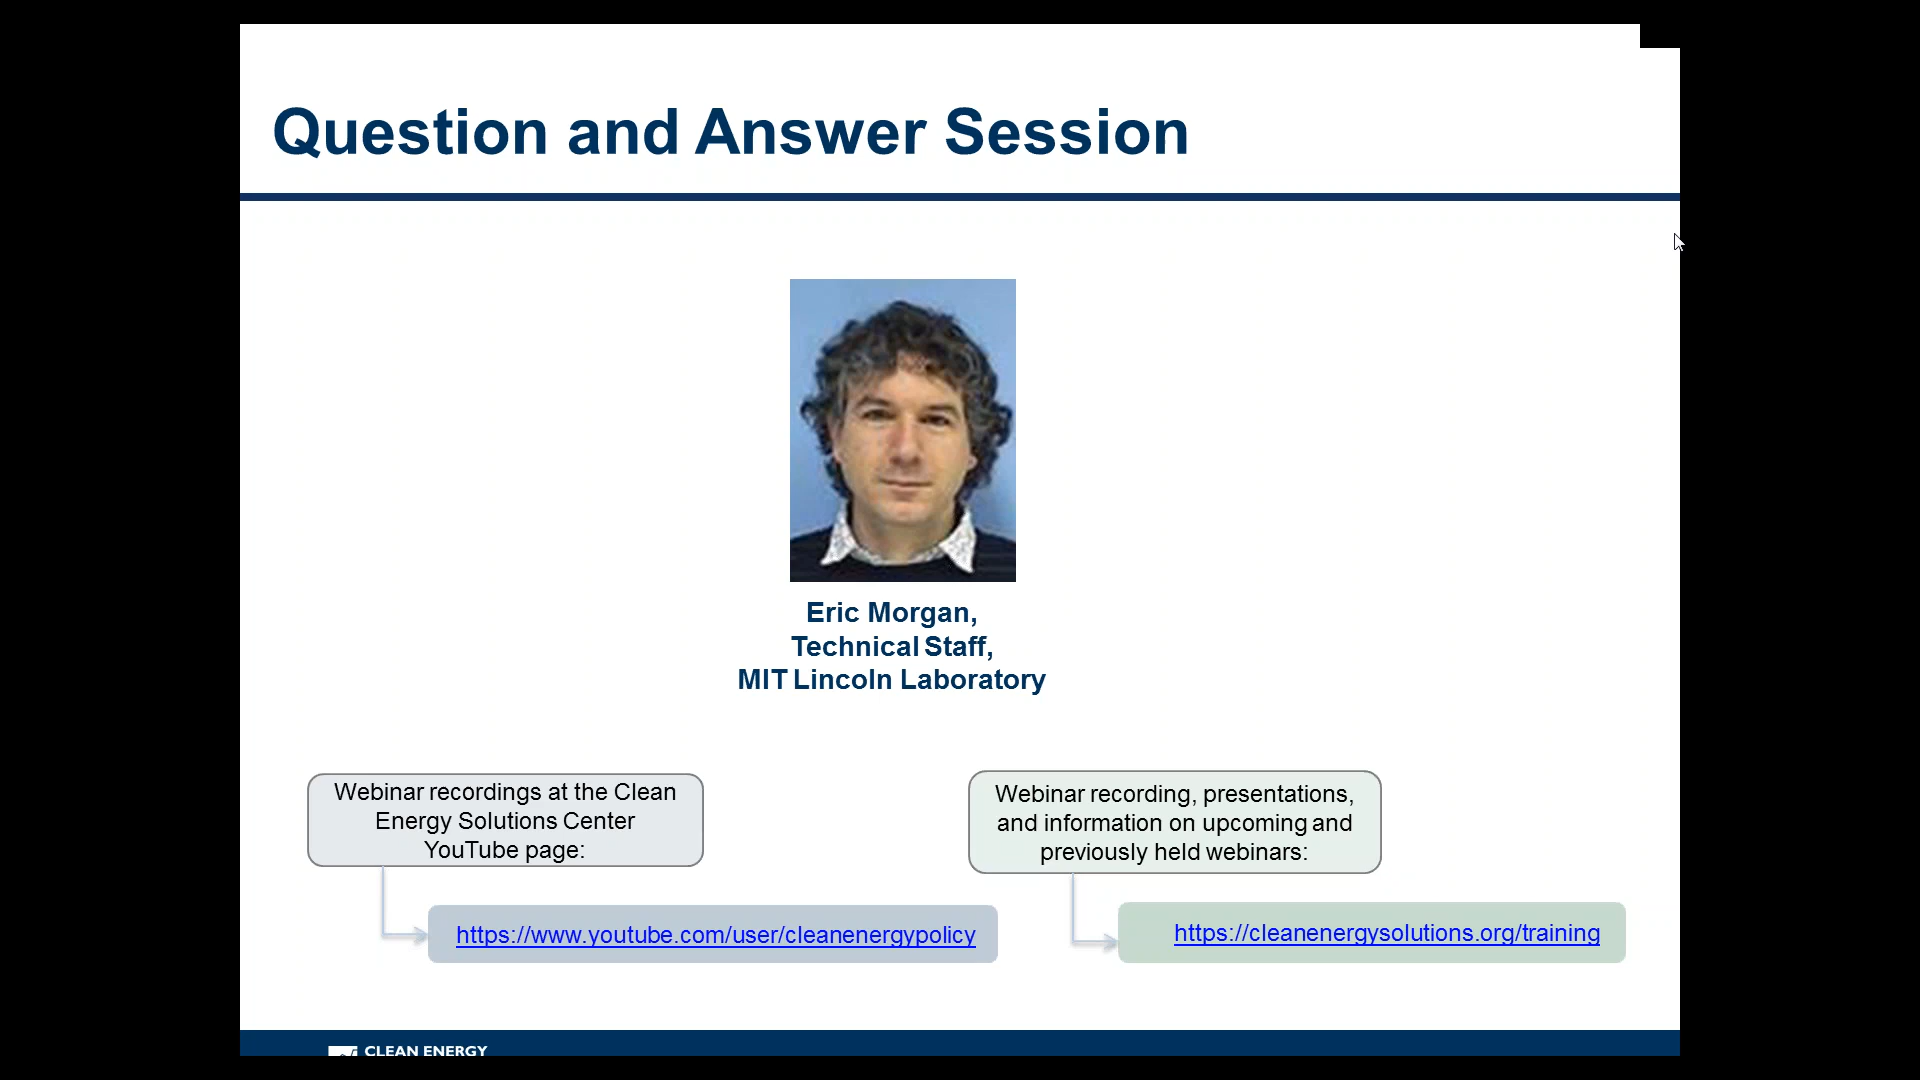 Question and Answer Session
Eric Morgan,
Technical Staff,
MIT Lincoln Laboratory
Webinar recordings at the Clean
Energy Solutions Center
YouTube page:
https://www.youtube.com/user/cleanenergypolicy
Webinar recording, presentations,
and information on upcoming and
previously held webinars:
https://cleanenergysolutions.org/training
CLEAN ENERGY